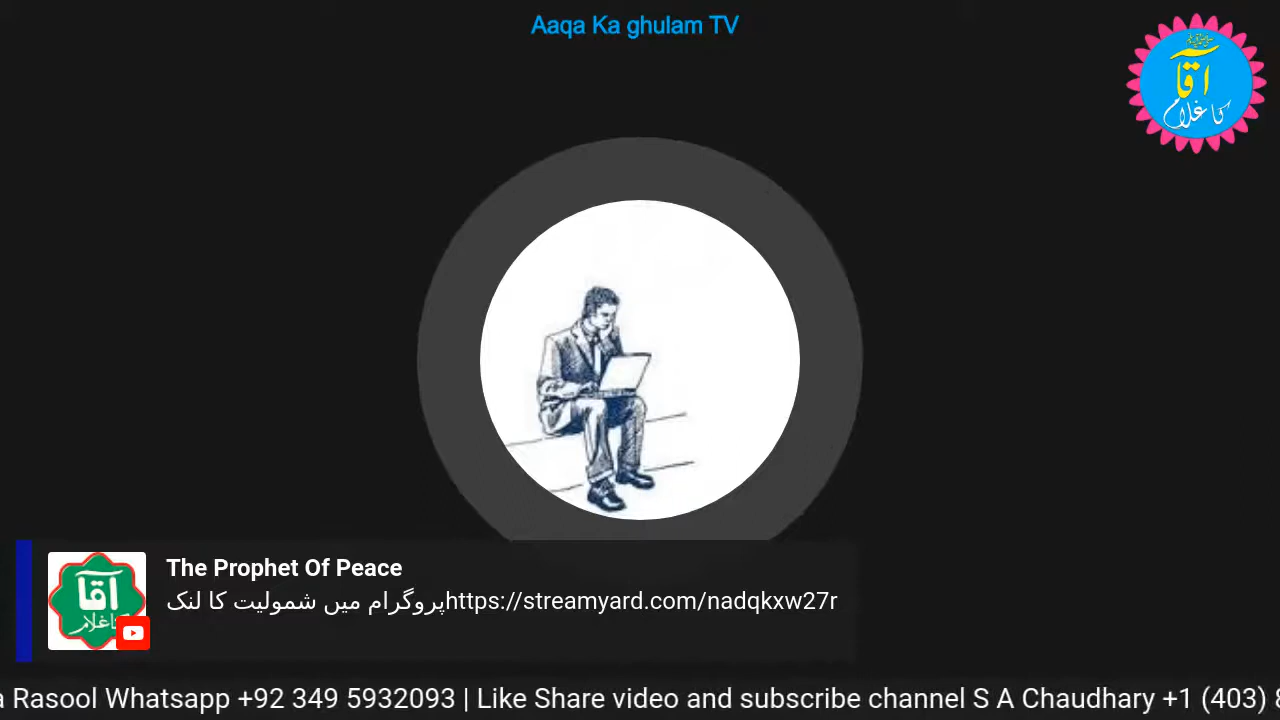 Aaqa Ka ghulam TV
آقا
کا غلام
The Prophet Of Peace
پروگرام میں شمولیت کا لنکhttps://streamyard.com/nadqkxw27r
آقا
کا غلام
a Rasool Whatsapp +92 349 5932093 | Like Share video and subscribe channel S A Chaudhary +1 (403) 8